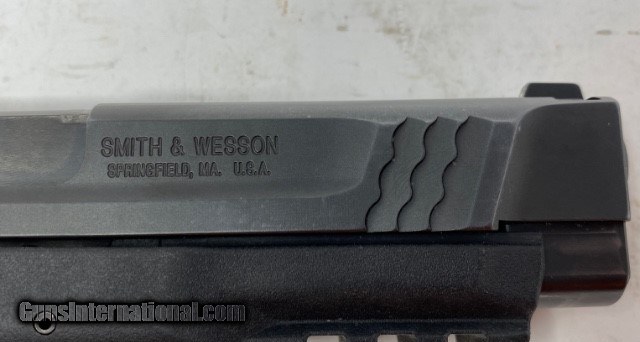 SMITH & WESSON
SPRINGFIELD, MA. U.S.A.
GunsInternational.com